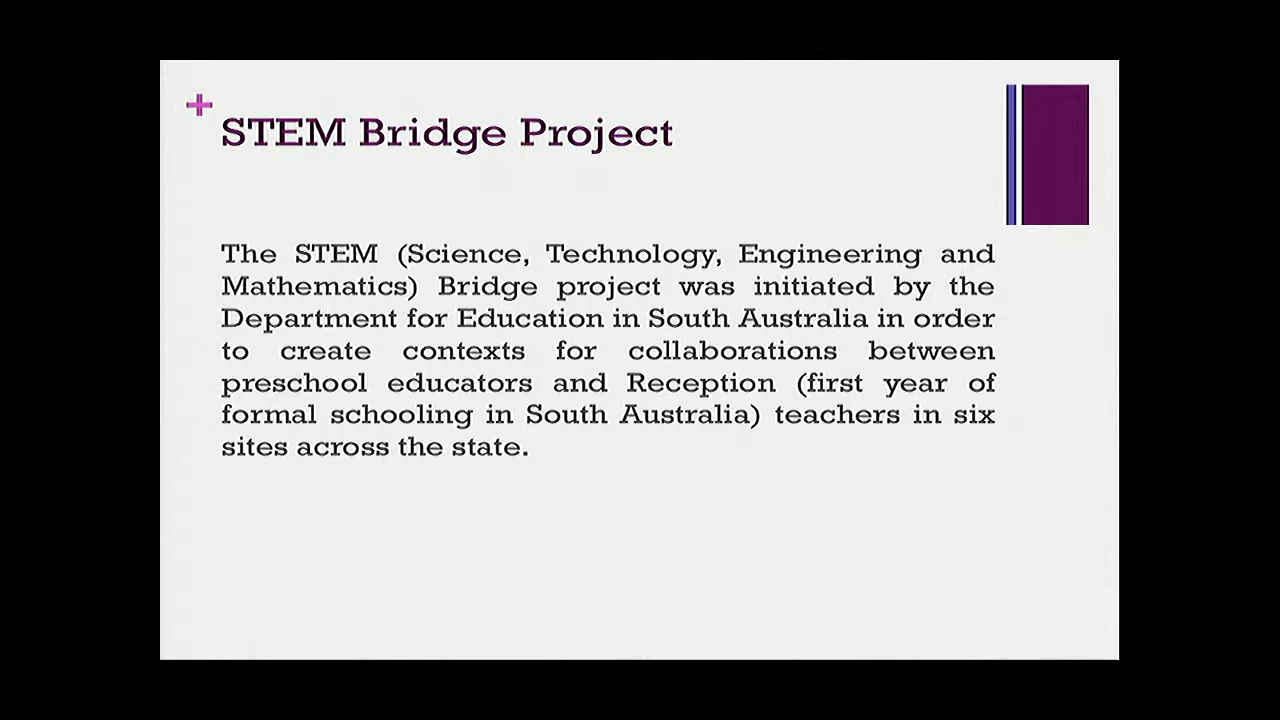 STEM Bridge Project
The STEM (Science, Technology, Engineering and
Mathematics) Bridge project was initiated by the
Department for Education in South Australia in order
to create contexts for collaborations between
preschool educators and Reception (first year of
formal schooling in South Australia) teachers in six
sites across the state.